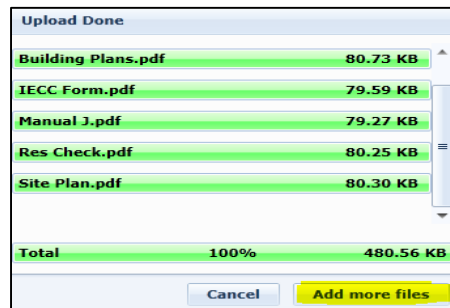 Upload Done
Building Plans.pdf 80.73 KB
IECC Form.pdf 79.59 KB
Manual J.pdf 79.27 KB
Res Check.pdf 80.25 KB
Site Plan.pdf 80.30 KB
Total 100% 480.56 KB
Cancel Add more files